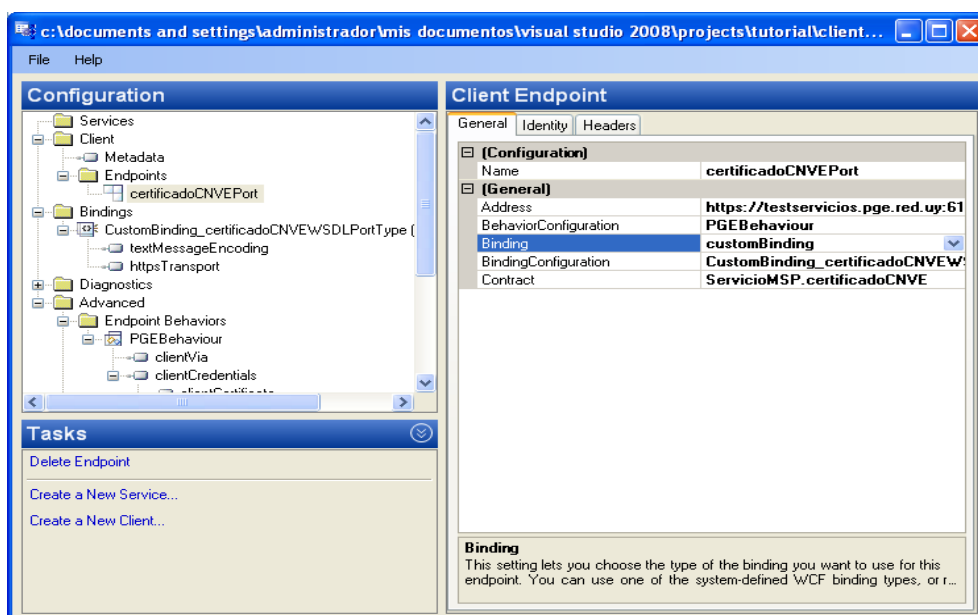 c:\documents and settings\administrador\mis documentos\visual studio 2008\projects\tutorial\client...
File Help
Configuration
Services
Client
Metadata
Endpoints
certificadoCNVEPort
Bindings
CustomBinding_certificadoCNVEWSDLPortType (
textMessageEncoding
httpsTransport
Diagnostics
Advanced
Endpoint Behaviors
PGEBehaviour
clientVia
clientCredentials
clientCertificate
Tasks
Delete Endpoint
Create a New Service...
Create a New Client...
Client Endpoint
General Identity Headers
(Configuration)
Name certificadoCNVEPort
(General)
Address https://testservicios.pge.red.uy:61
BehaviorConfiguration PGEBehaviour
Binding customBinding
BindingConfiguration CustomBinding_certificadoCNVEWS
Contract ServicioMSP.certificadoCNVE
Binding
This setting lets you choose the type of the binding you want to use for this
endpoint. You can use one of the system-defined WCF binding types, or r...